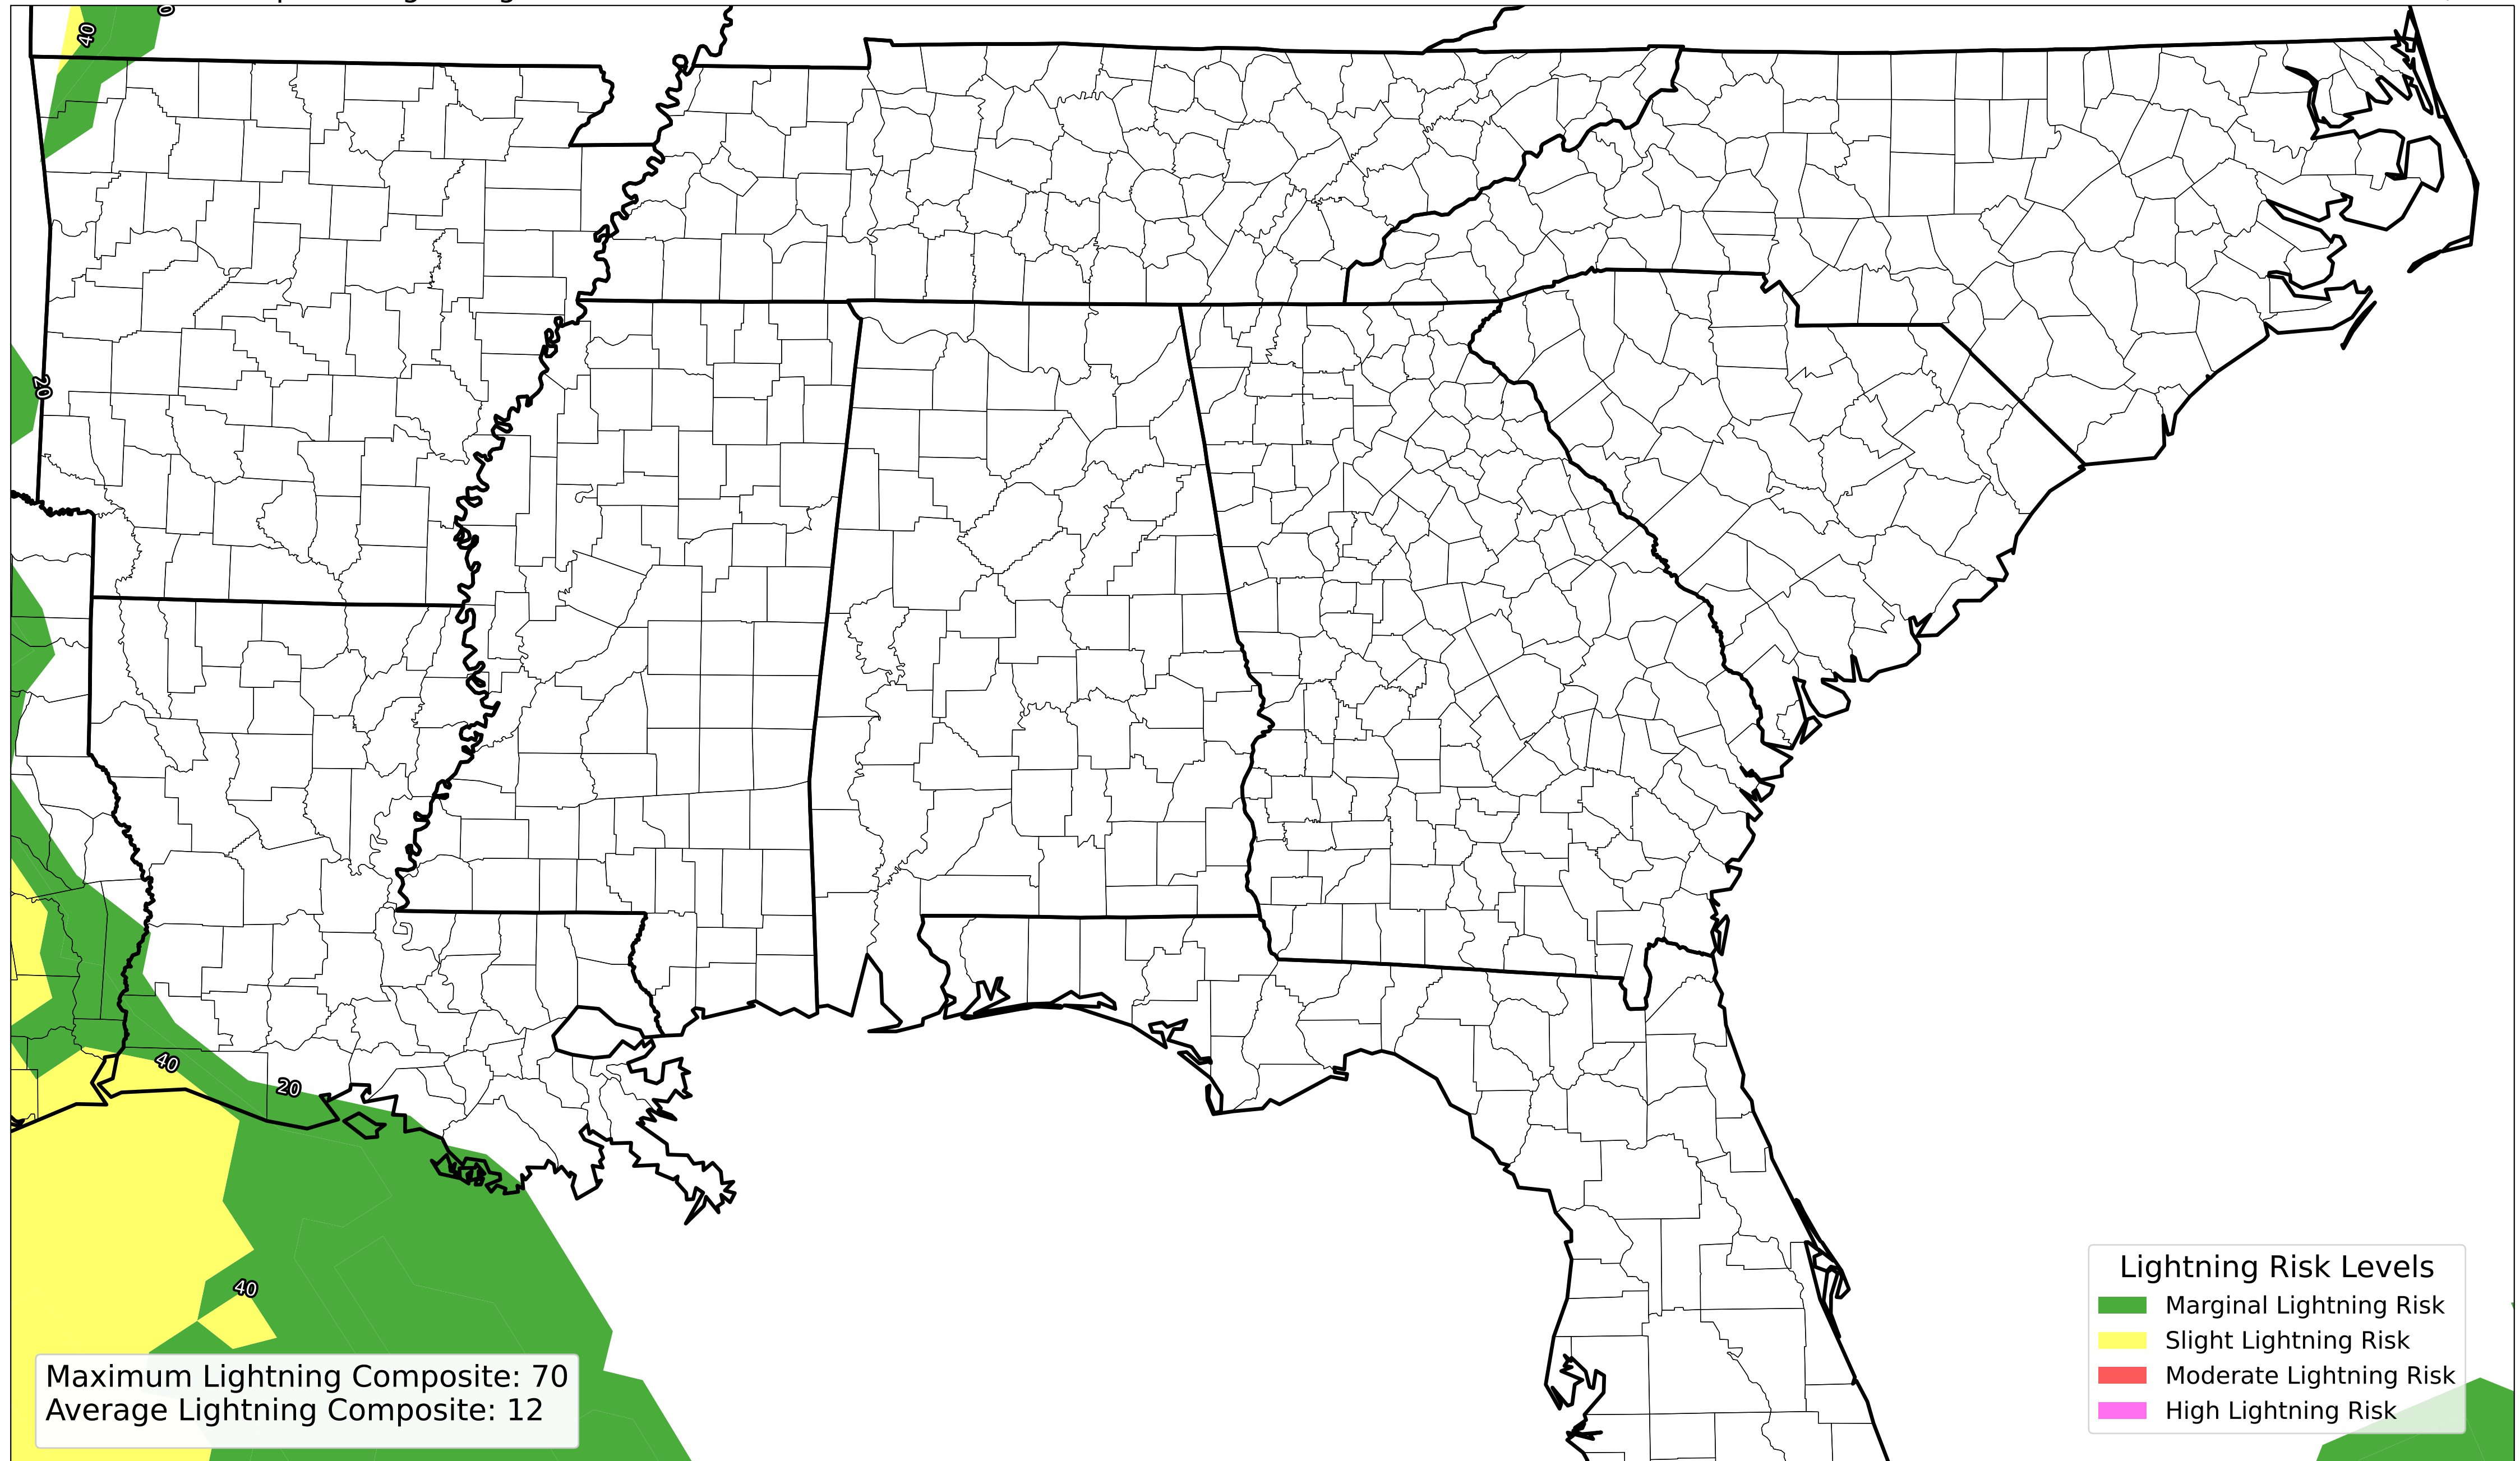 40
20
40
20
40
Maximum Lightning Composite: 70
Average Lightning Composite: 12
Lightning Risk Levels
Marginal Lightning Risk
Slight Lightning Risk
Moderate Lightning Risk
High Lightning Risk